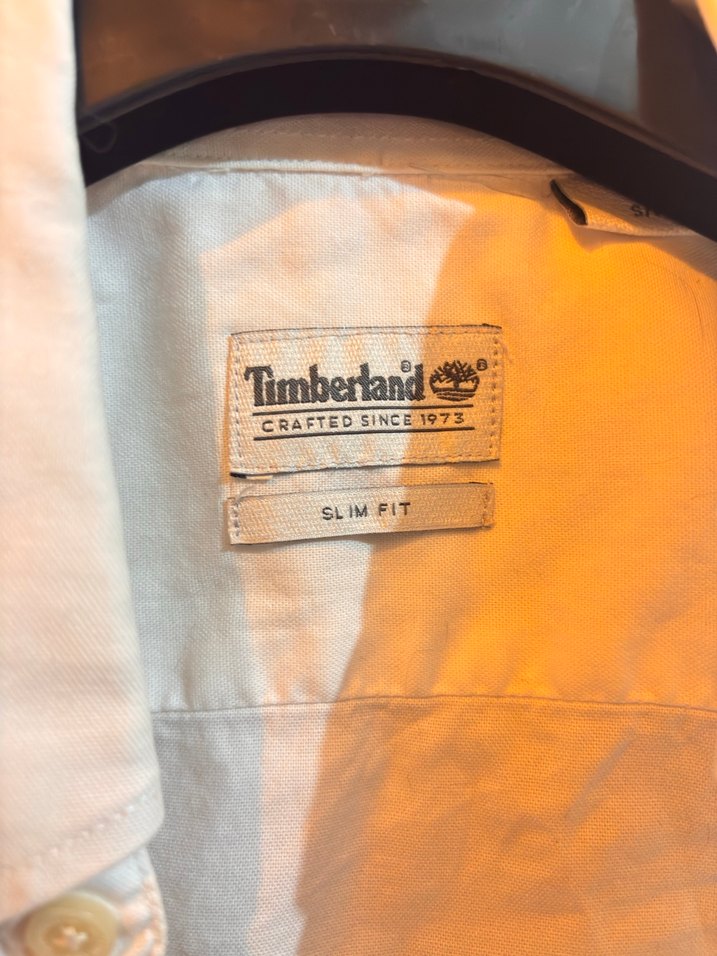 Timberland®
®
CRAFTED SINCE 1973
SLIM FIT